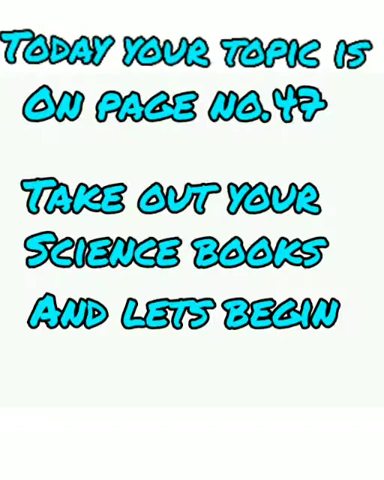 Today your topic is
On page no.47
Take out your
Science books
And lets begin